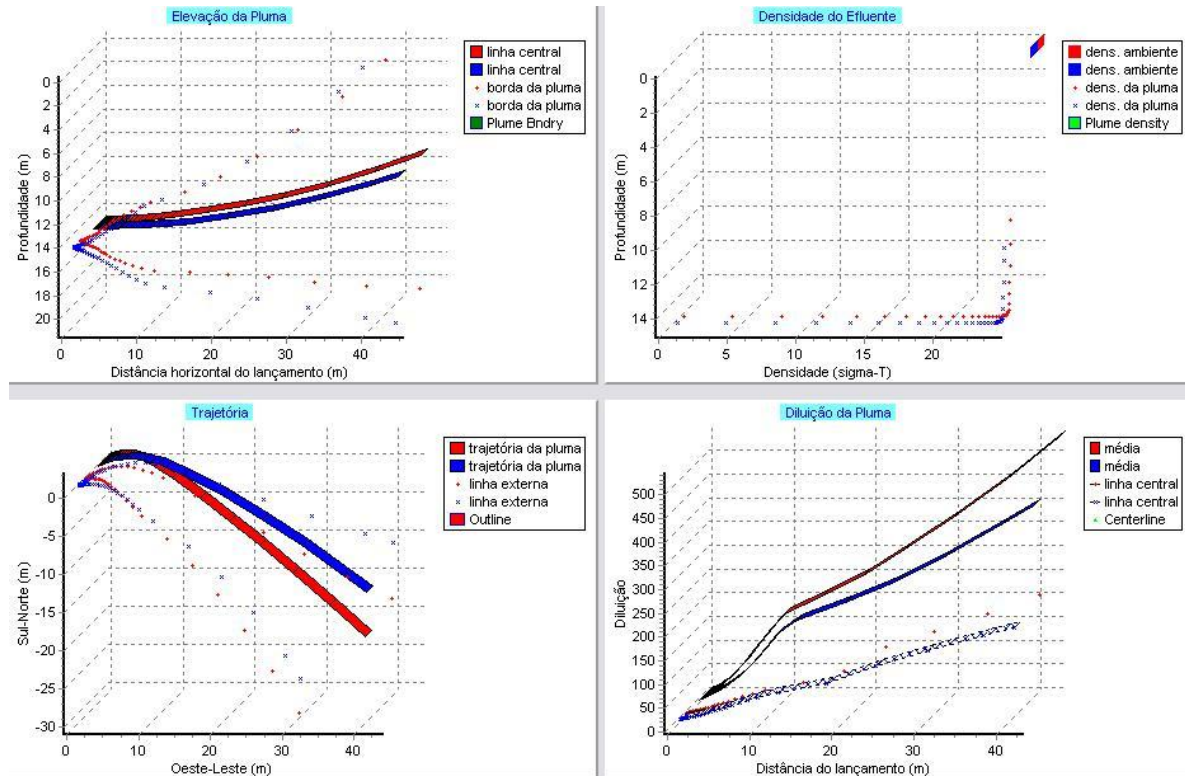 Elevação da Pluma
linha central
linha central
borda da pluma
borda da pluma
Plume Bndry
Profundidade (m)
0
2
4
6
8
10
12
14
16
18
20
0
10
20
30
40
Distância horizontal do lançamento (m)
Densidade do Efluente
dens. ambiente
dens. ambiente
dens. da pluma
dens. da pluma
Plume density
Profundidade (m)
0
2
4
6
8
10
12
14
0
5
10
15
20
Densidade (sigma-T)
Trajetória
trajetória da pluma
trajetória da pluma
linha externa
linha externa
Outline
Sul-Norte (m)
0
-5
-10
-15
-20
-25
-30
0
10
20
30
40
Oeste-Leste (m)
Diluição da Pluma
média
média
linha central
linha central
Centerline
Diluição
500
450
400
350
300
250
200
150
100
50
0
0
10
20
30
40
Distância do lançamento (m)